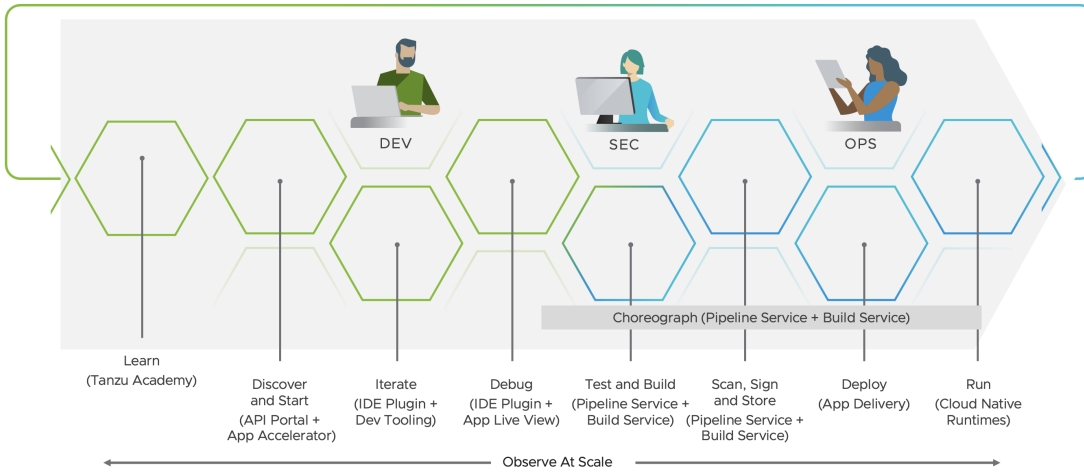 DEV
SEC
OPS
Choreograph (Pipeline Service + Build Service)
Learn
(Tanzu Academy)
Discover
and Start
(API Portal +
App Accelerator)
Iterate
(IDE Plugin +
Dev Tooling)
Debug
(IDE Plugin +
App Live View)
Test and Build
(Pipeline Service +
Build Service)
Scan, Sign
and Store
(Pipeline Service +
Build Service)
Deploy
(App Delivery)
Run
(Cloud Native
Runtimes)
Observe At Scale